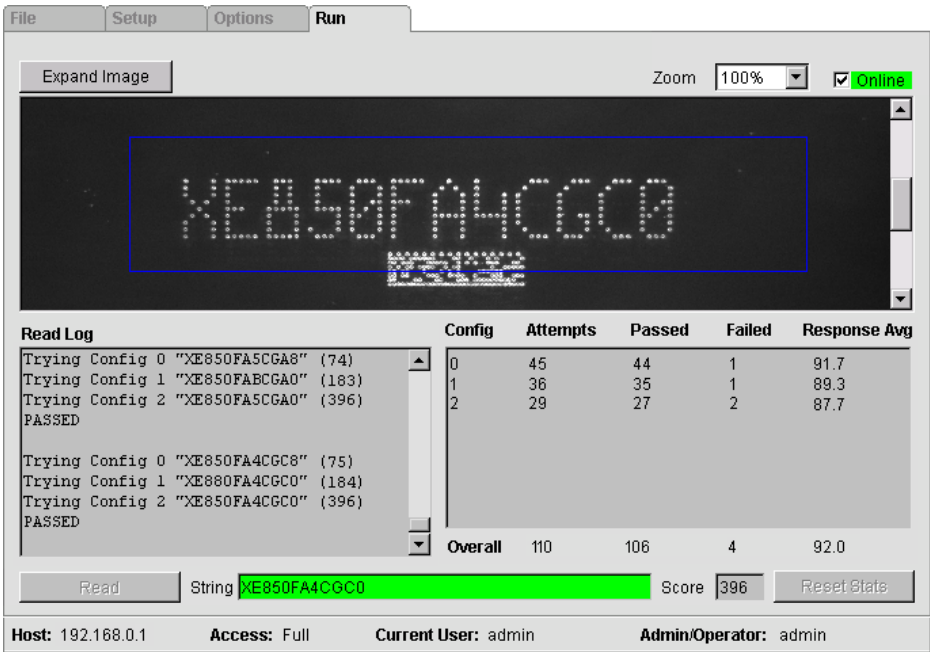 File Setup Options Run
Expand Image Zoom 100% Online
XE850FA4CGC0
Read Log
Trying Config 0 "XE850FA5CGA8" (74)
Trying Config 1 "XE850FABCGA0" (183)
Trying Config 2 "XE850FA5CGA0" (396)
PASSED
Trying Config 0 "XE850FA4CGC8" (75)
Trying Config 1 "XE880FA4CGC0" (184)
Trying Config 2 "XE850FA4CGC0" (396)
PASSED
Config Attempts Passed Failed Response Avg
0 45 44 1 91.7
1 36 35 1 89.3
2 29 27 2 87.7
Overall 110 106 4 92.0
Read String XE850FA4CGC0 Score 396 Reset Stats
Host: 192.168.0.1 Access: Full Current User: admin Admin/Operator: admin